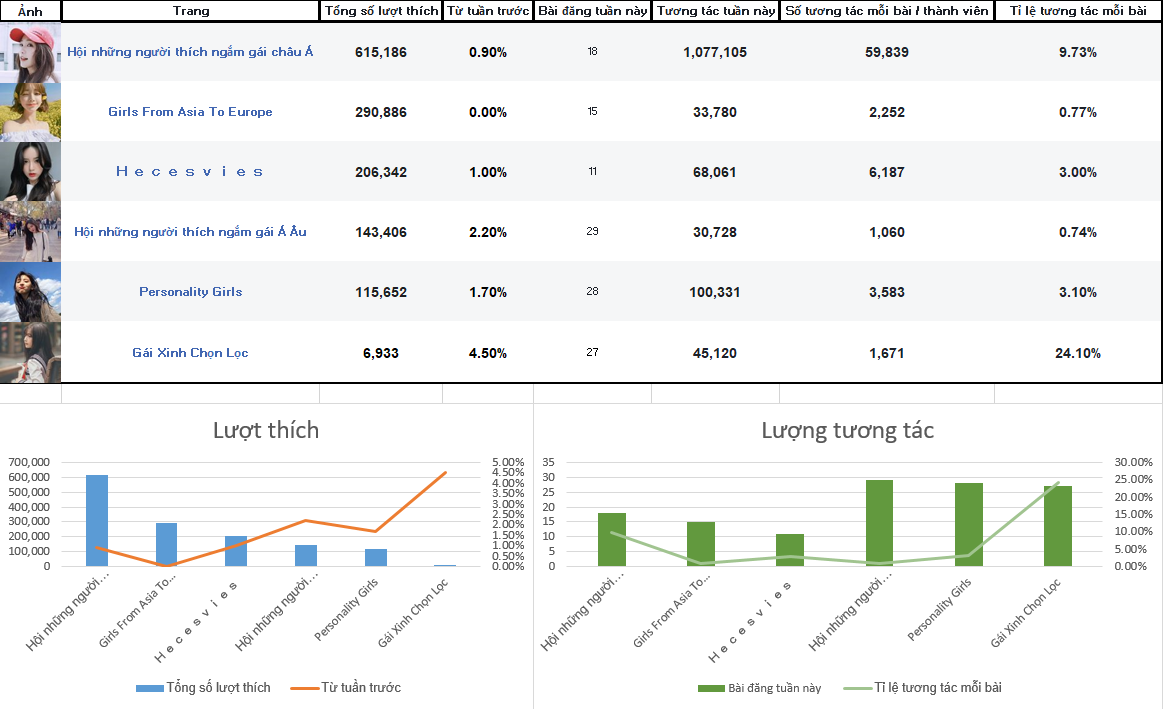 Ảnh Trang Tổng số lượt thích Từ tuần trước Bài đăng tuần này Tương tác tuần này Số tương tác mỗi bài / thành viên Tỉ lệ tương tác mỗi bài
Hội những người thích ngắm gái châu Á 615,186 0.90% 18 1,077,105 59,839 9.73%
Girls From Asia To Europe 290,886 0.00% 15 33,780 2,252 0.77%
Ｈｅｃｅｓｖｉｅｓ 206,342 1.00% 11 68,061 6,187 3.00%
Hội những người thích ngắm gái Á Âu 143,406 2.20% 29 30,728 1,060 0.74%
Personality Girls 115,652 1.70% 28 100,331 3,583 3.10%
Gái Xinh Chọn Lọc 6,933 4.50% 27 45,120 1,671 24.10%
Lượt thích
700,000
600,000
500,000
400,000
300,000
200,000
100,000
0
5.00%
4.50%
4.00%
3.50%
3.00%
2.50%
2.00%
1.50%
1.00%
0.50%
0.00%
Hội những người…
Girls From Asia To…
Ｈｅｃｅｓｖｉｅｓ
Hội những người…
Personality Girls
Gái Xinh Chọn Lọc
Tổng số lượt thích Từ tuần trước
Lượng tương tác
35
30
25
20
15
10
5
0
30.00%
25.00%
20.00%
15.00%
10.00%
5.00%
0.00%
Hội những người…
Girls From Asia To…
Ｈｅｃｅｓｖｉｅｓ
Hội những người…
Personality Girls
Gái Xinh Chọn Lọc
Bài đăng tuần này Tỉ lệ tương tác mỗi bài